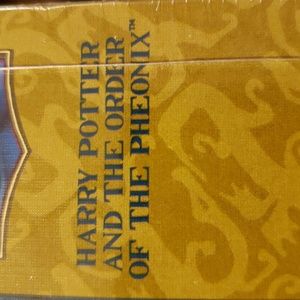 HARRY POTTER
AND THE ORDER
OF THE PHEONIX™